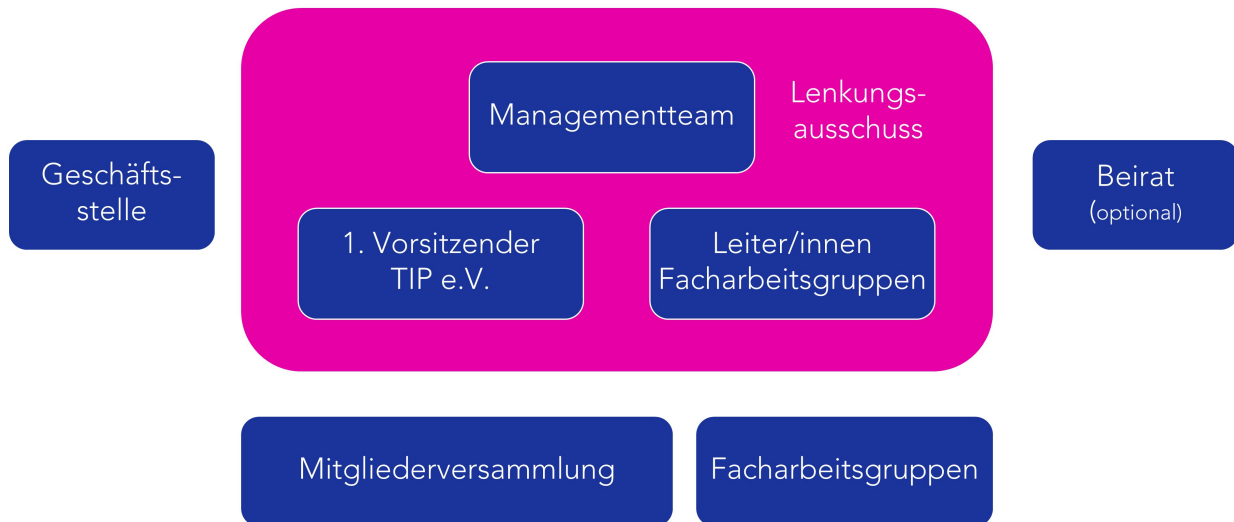 Managementteam
Lenkungs-
ausschuss
Geschäfts-
stelle
Beirat
(optional)
1. Vorsitzender
TIP e.V.
Leiter/innen
Facharbeitsgruppen
Mitgliederversammlung
Facharbeitsgruppen